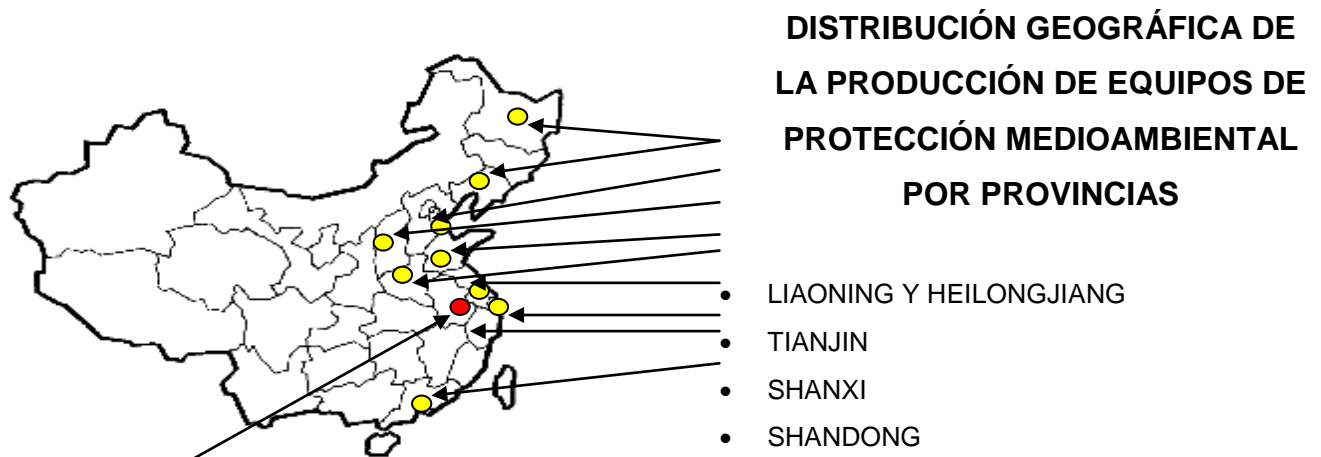 DISTRIBUCIÓN GEOGRÁFICA DE
LA PRODUCCIÓN DE EQUIPOS DE
PROTECCIÓN MEDIOAMBIENTAL
POR PROVINCIAS
• LIAONING Y HEILONGJIANG
• TIANJIN
• SHANXI
• SHANDONG